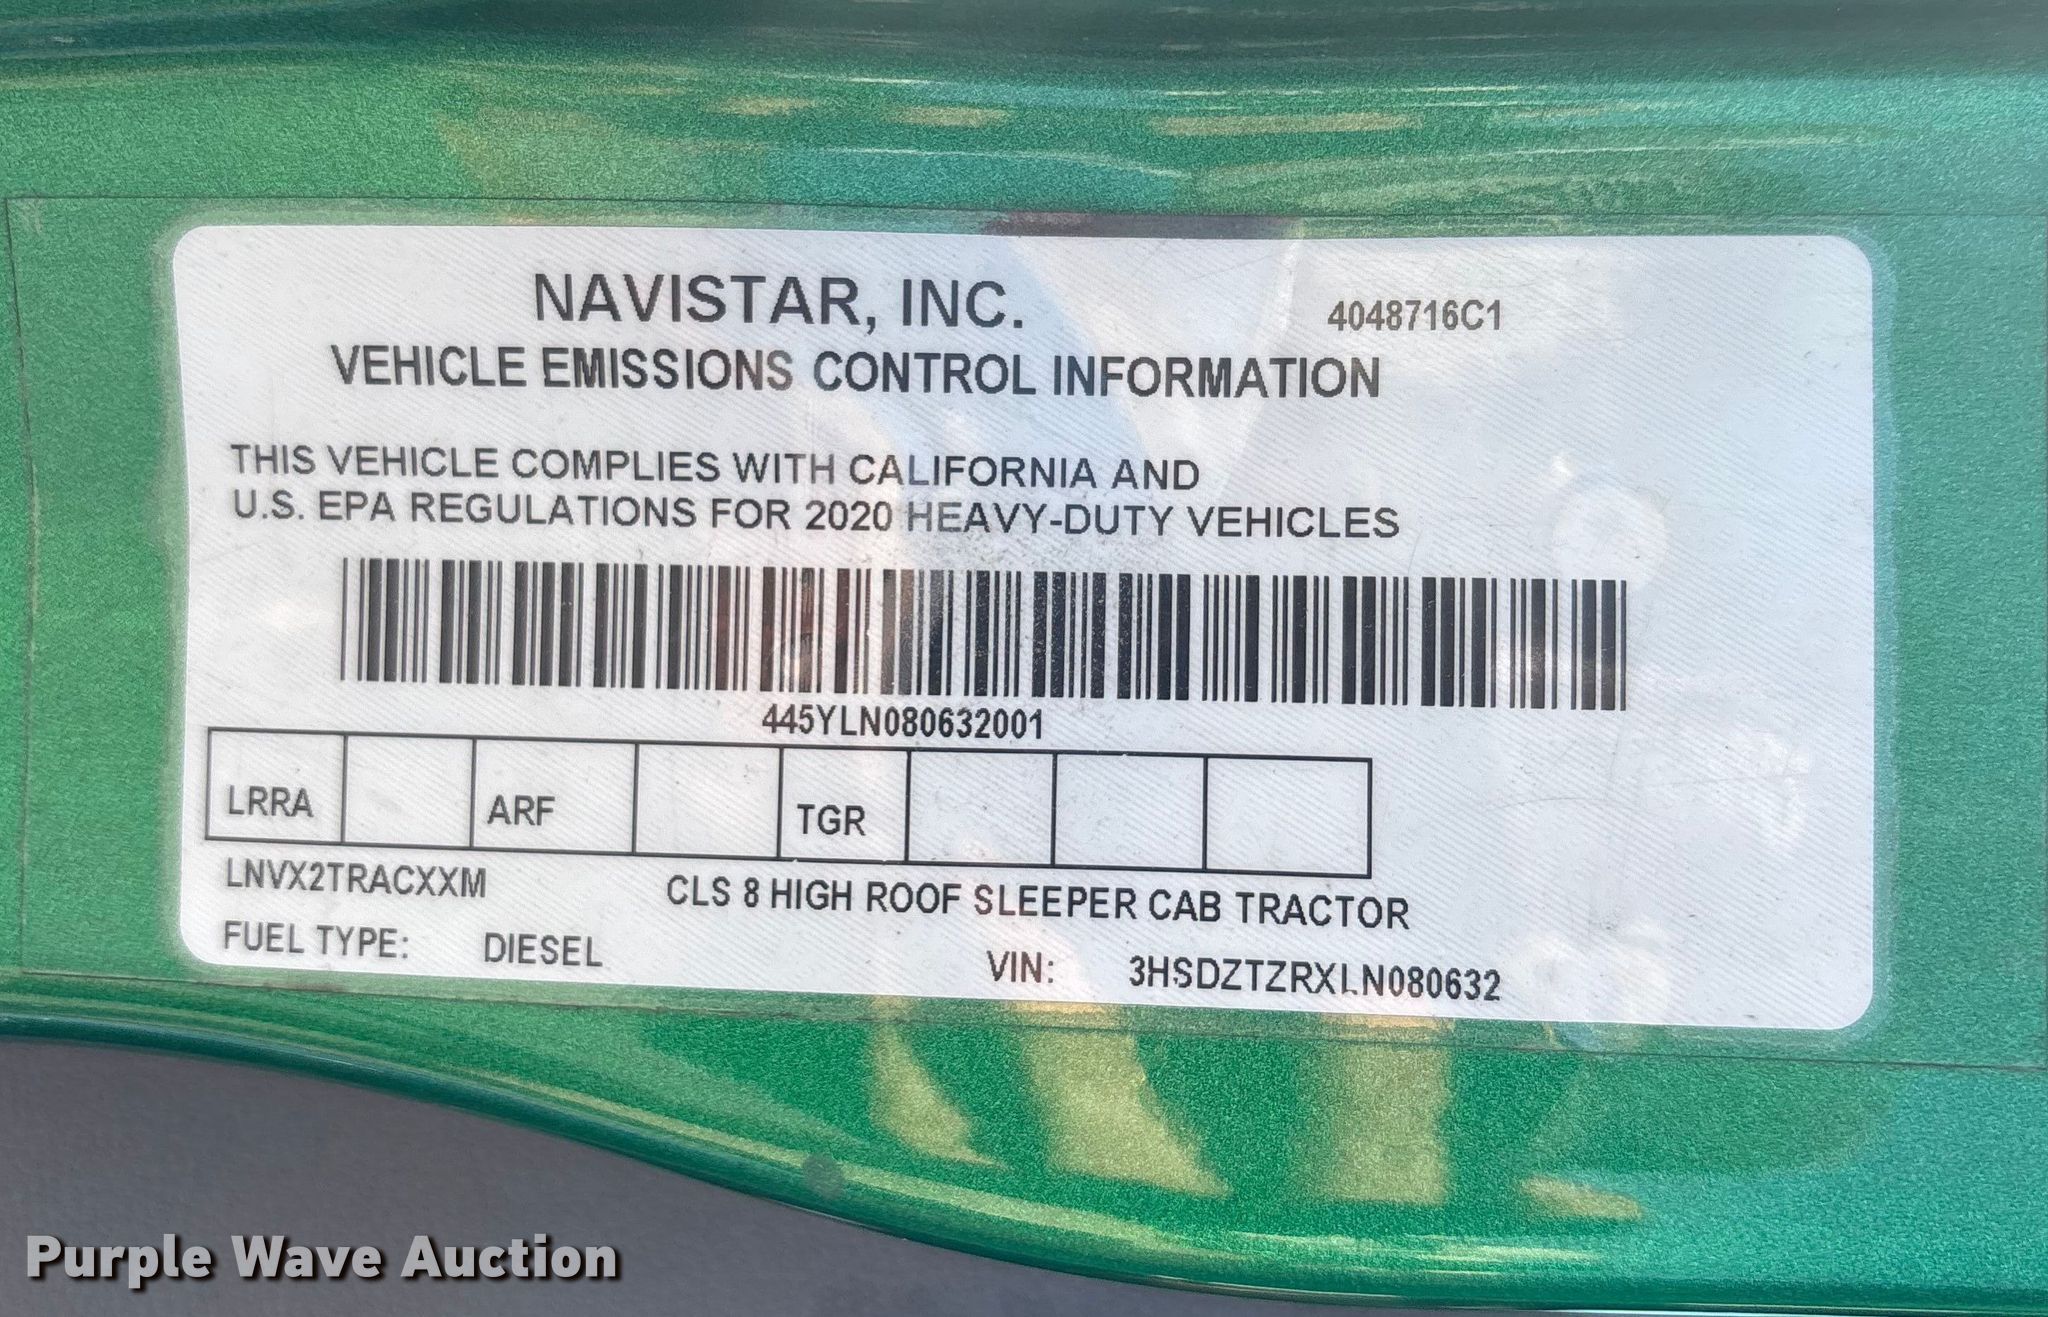 NAVISTAR, INC. 4048716C1
VEHICLE EMISSIONS CONTROL INFORMATION
THIS VEHICLE COMPLIES WITH CALIFORNIA AND
U.S. EPA REGULATIONS FOR 2020 HEAVY-DUTY VEHICLES
445YLN080632001
LRRA ARF TGR
LNVX2TRACXXM CLS 8 HIGH ROOF SLEEPER CAB TRACTOR
FUEL TYPE: DIESEL VIN: 3HSDZTZRXLN080632
Purple Wave Auction